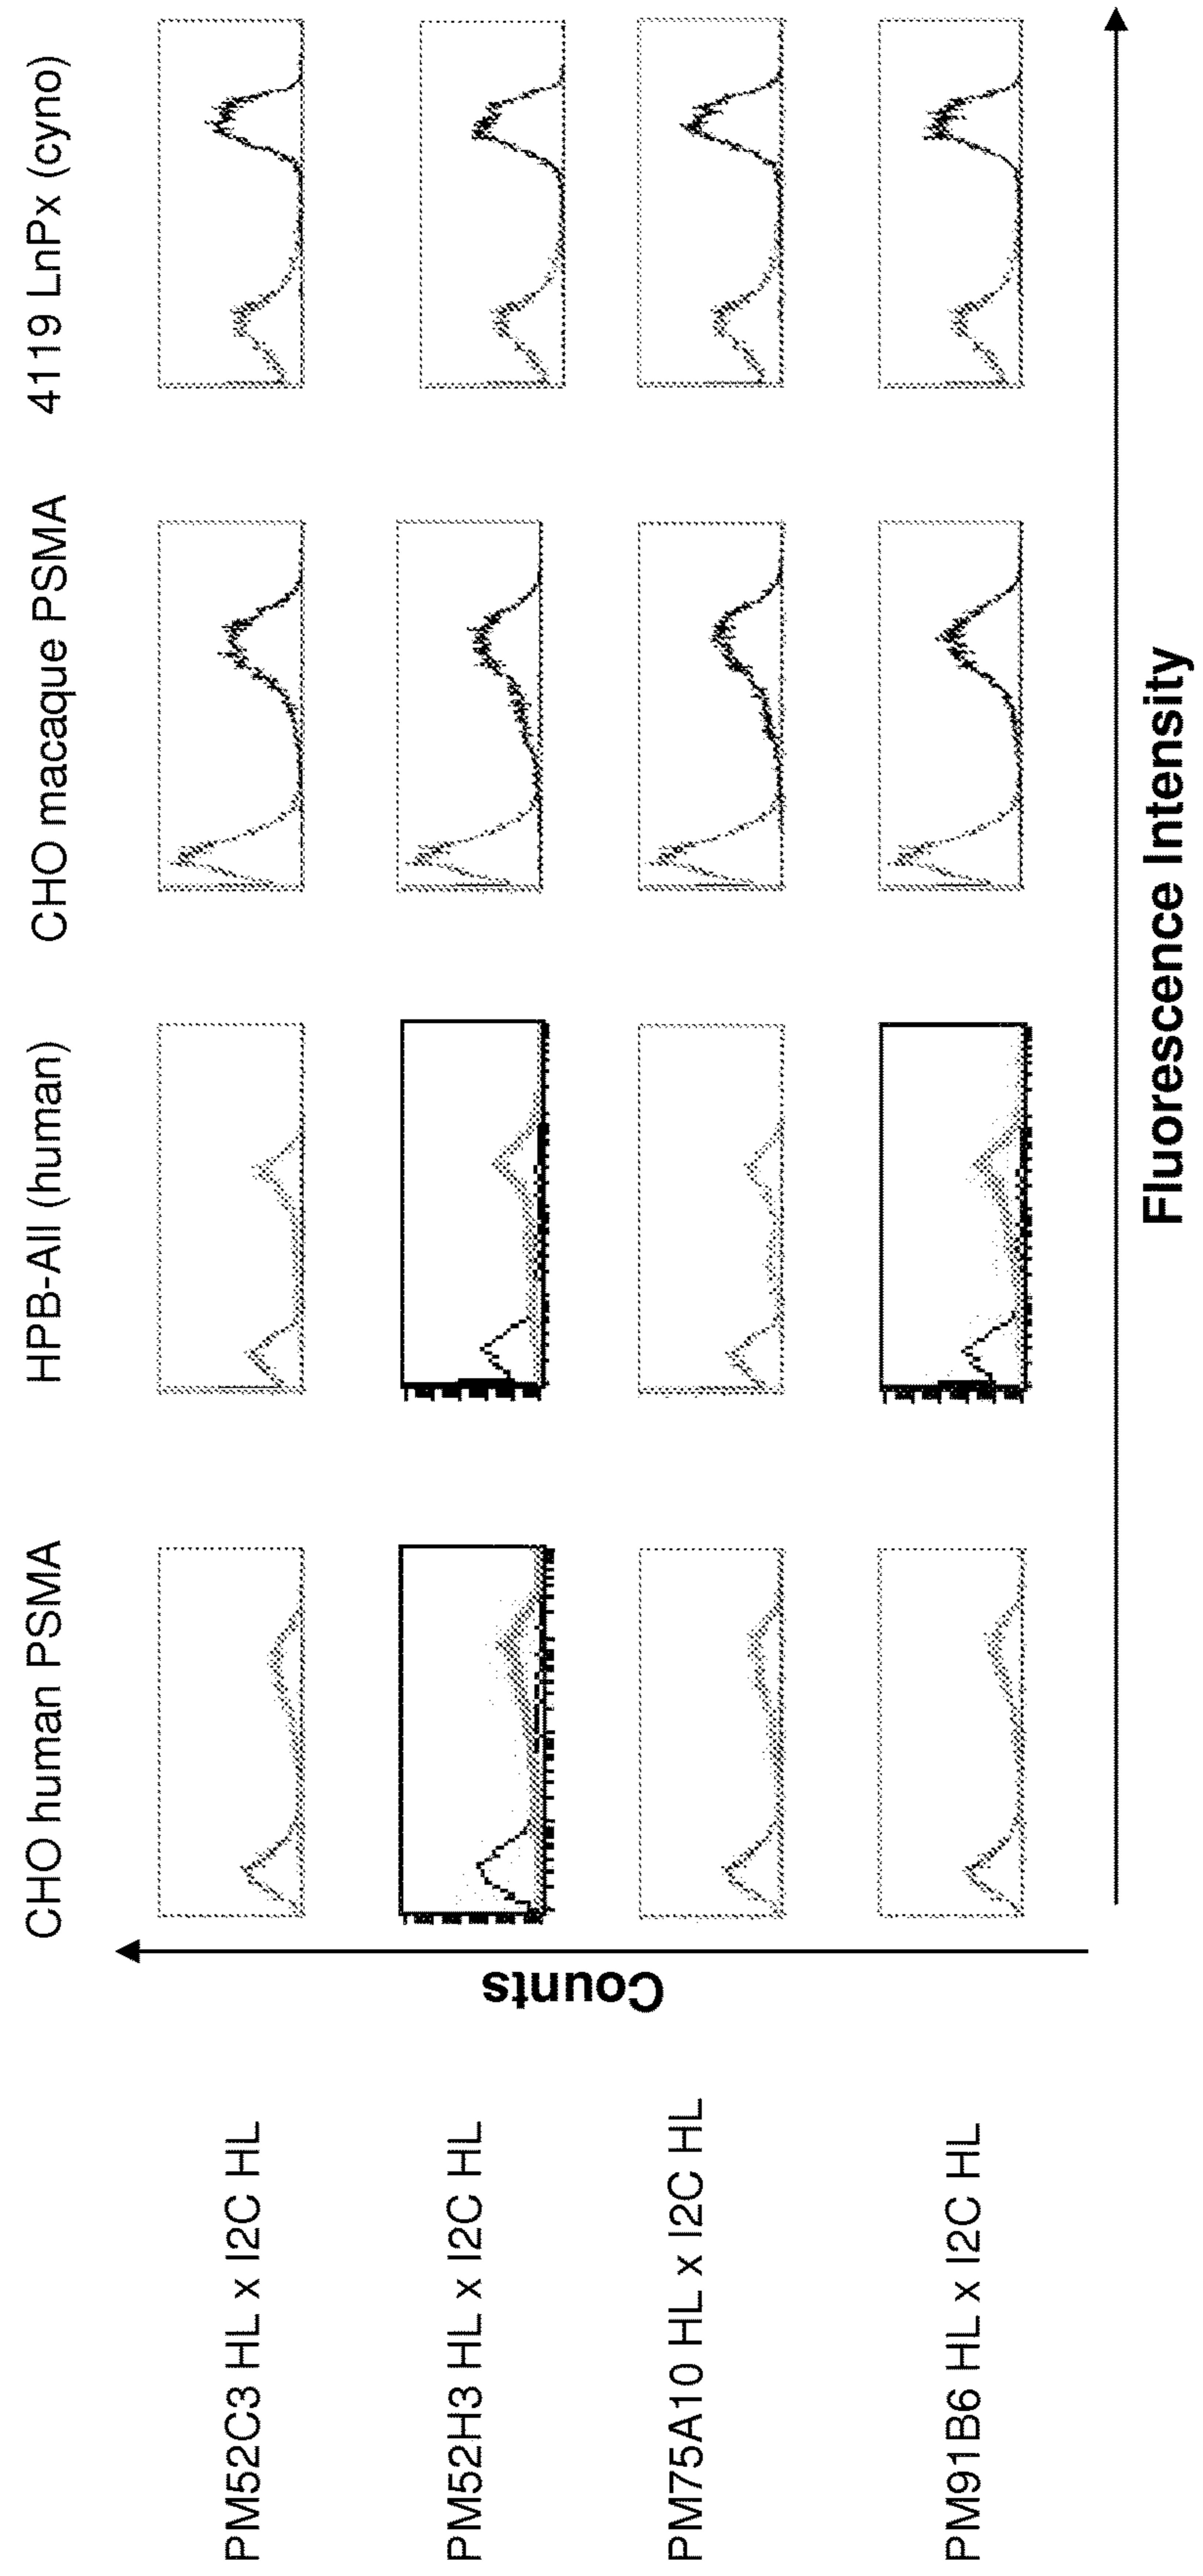 CHO human PSMA
HPB-All (human)
CHO macaque PSMA
4119 LnPx (cyno)
PM52C3 HL x I2C HL
PM52H3 HL x I2C HL
PM75A10 HL x I2C HL
PM91B6 HL x I2C HL
Counts
Fluorescence Intensity